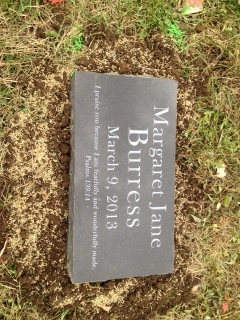 Margaret Jane
Burress
March 9, 2013
I praise you because I am fearfully and wonderfully made.
Psalms 139:14